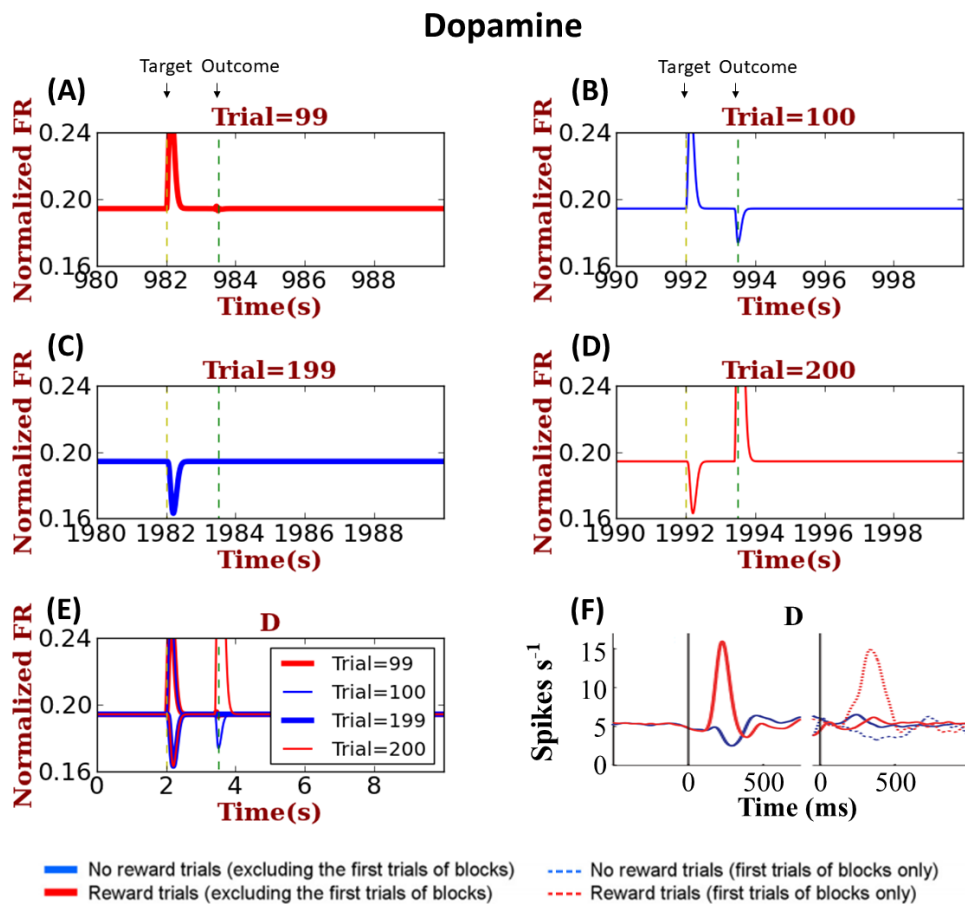 Dopamine
Target Outcome
(A)
Trial=99
Normalized FR
0.24
0.20
0.16
980 982 984 986 988
Time(s)
Target Outcome
(B)
Trial=100
Normalized FR
0.24
0.20
0.16
990 992 994 996 998
Time(s)
(C)
Trial=199
Normalized FR
0.24
0.20
0.16
1980 1982 1984 1986 1988
Time(s)
(D)
Trial=200
Normalized FR
0.24
0.20
0.16
1990 1992 1994 1996 1998
Time(s)
(E)
D
Normalized FR
0.24
0.20
0.16
Trial=99
Trial=100
Trial=199
Trial=200
0 2 4 6 8
Time(s)
(F)
D
Spikes s⁻¹
15
10
5
0
0 500 0 500
Time (ms)
No reward trials (excluding the first trials of blocks)
Reward trials (excluding the first trials of blocks)
No reward trials (first trials of blocks only)
Reward trials (first trials of blocks only)